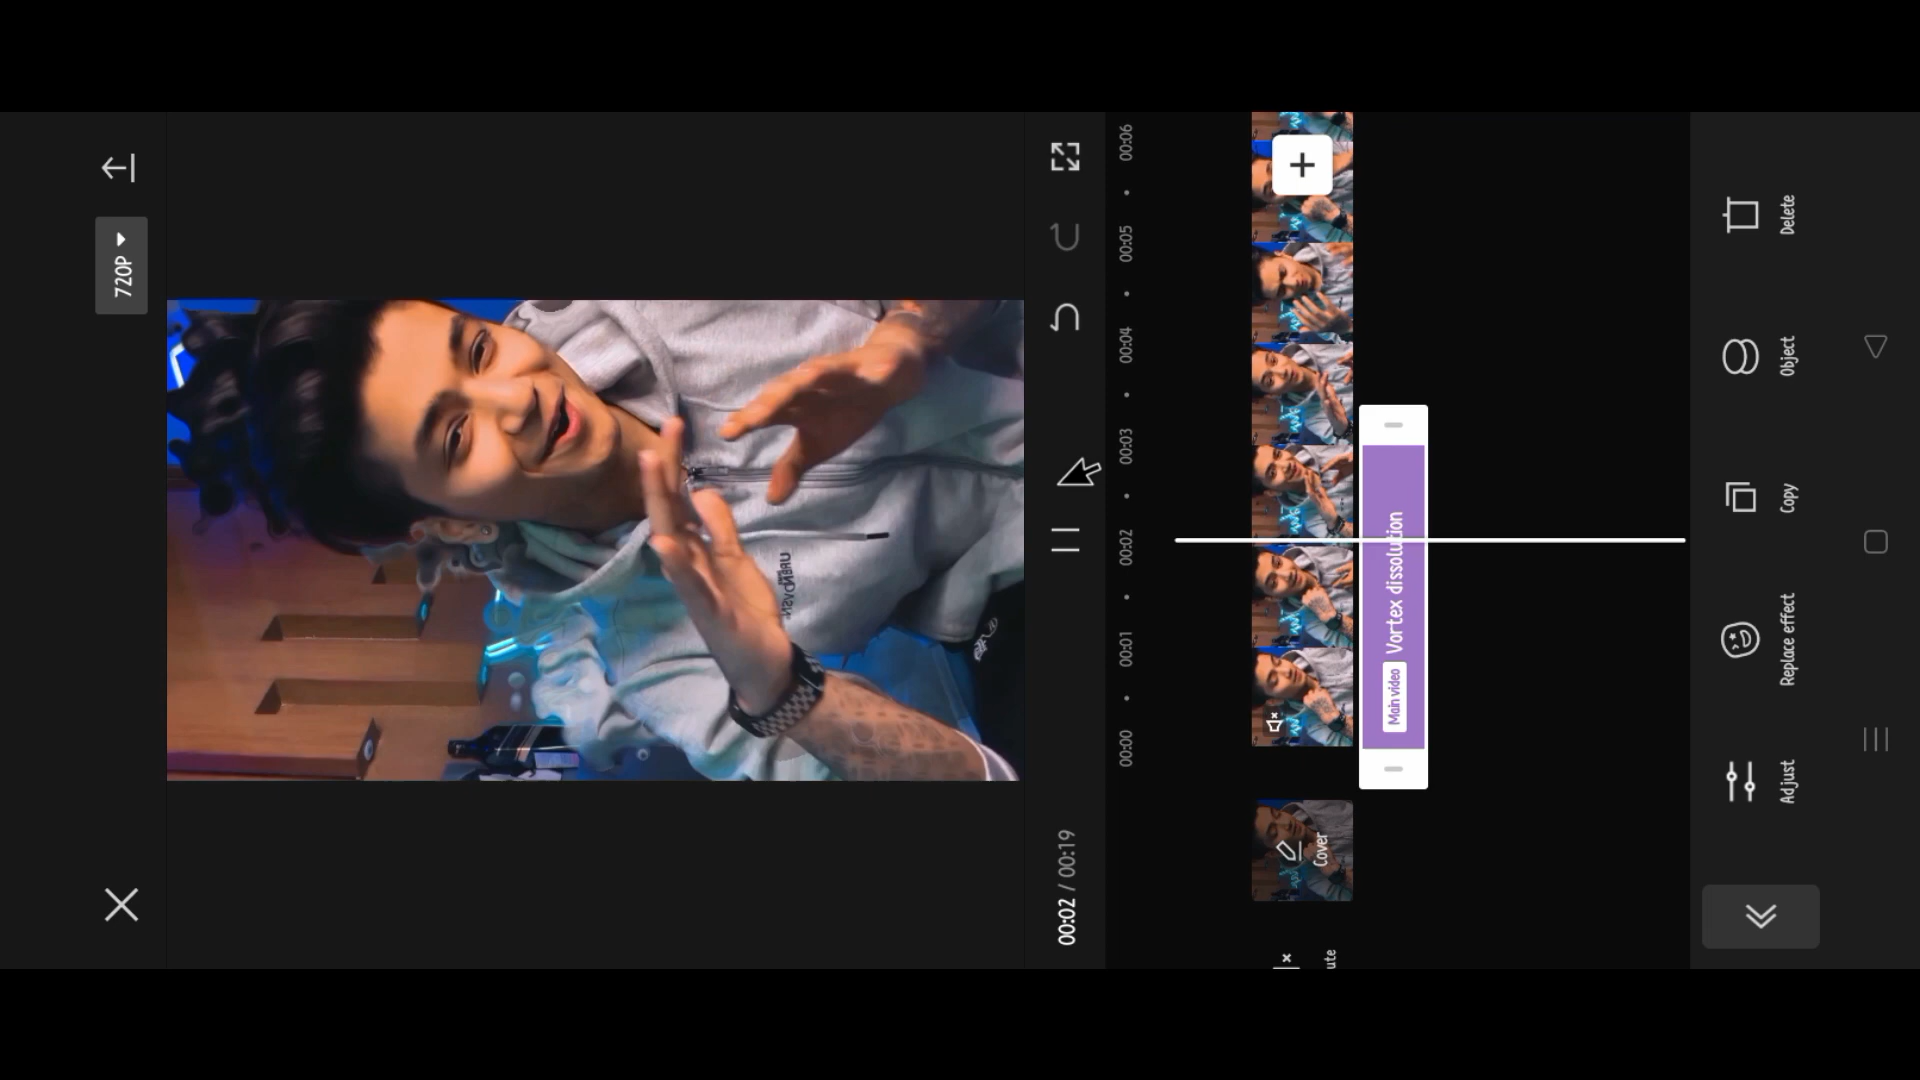 720P
00:02 / 00:19
00:00
00:01
00:02
00:03
00:04
00:05
00:06
Cover
Main video
Vortex dissolution
Adjust
Replace effect
Copy
Object
Delete